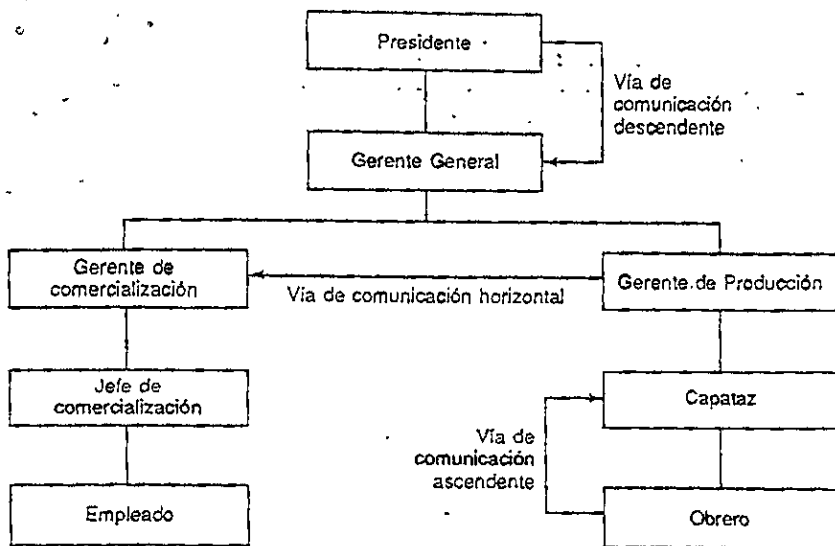 Presidente
Vía de
comunicación
descendente
Gerente General
Gerente de
comercialización
Vía de comunicación horizontal
Gerente de Producción
Jefe de
comercialización
Capataz
Vía de
comunicación
ascendente
Empleado
Obrero